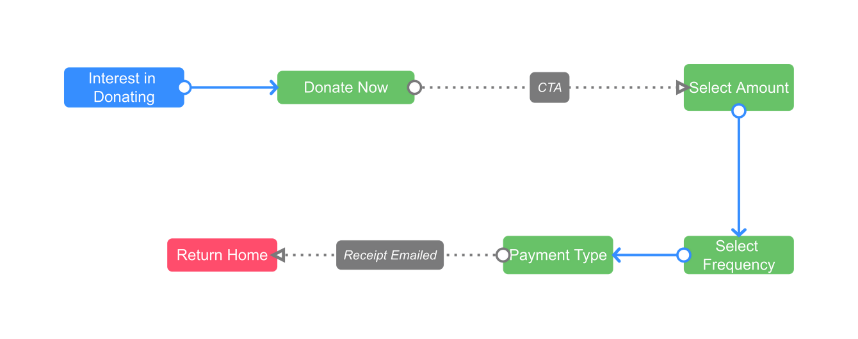 Interest in
Donating
Donate Now
CTA
Select Amount
Return Home
Receipt Emailed
Payment Type
Select
Frequency